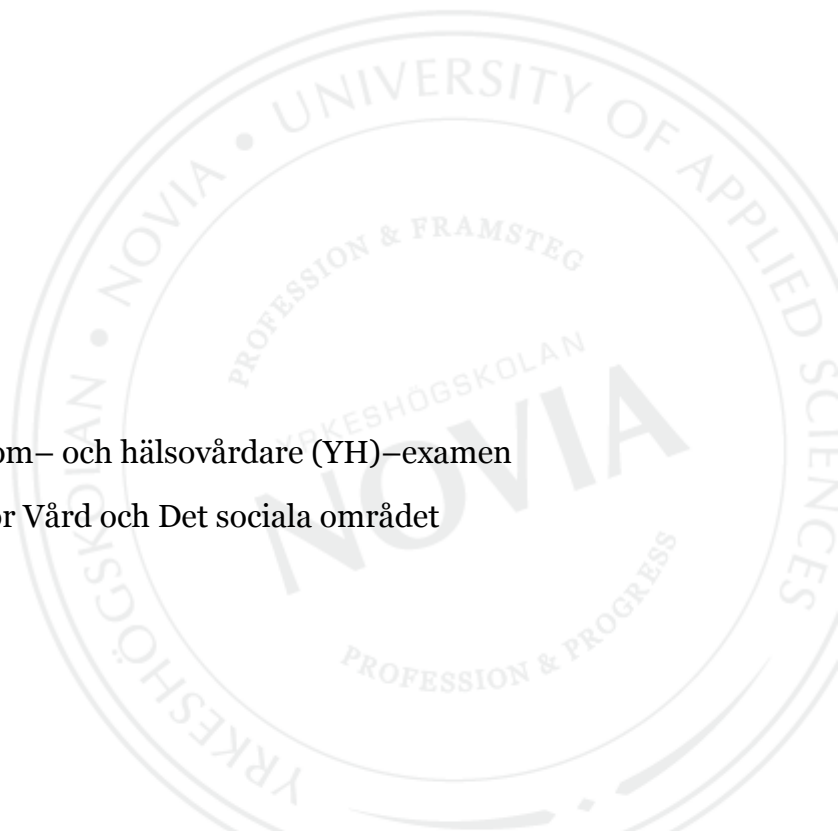 UNIVERSITY OF APPLIED SCIENCES
YRKESHÖGSKOLAN • NOVIA •
PROFESSION & FRAMSTEG
YRKESHÖGSKOLAN
NOVIA
om– och hälsovårdare (YH)–examen
or Vård och Det sociala området
PROFESSION & PROGRESS